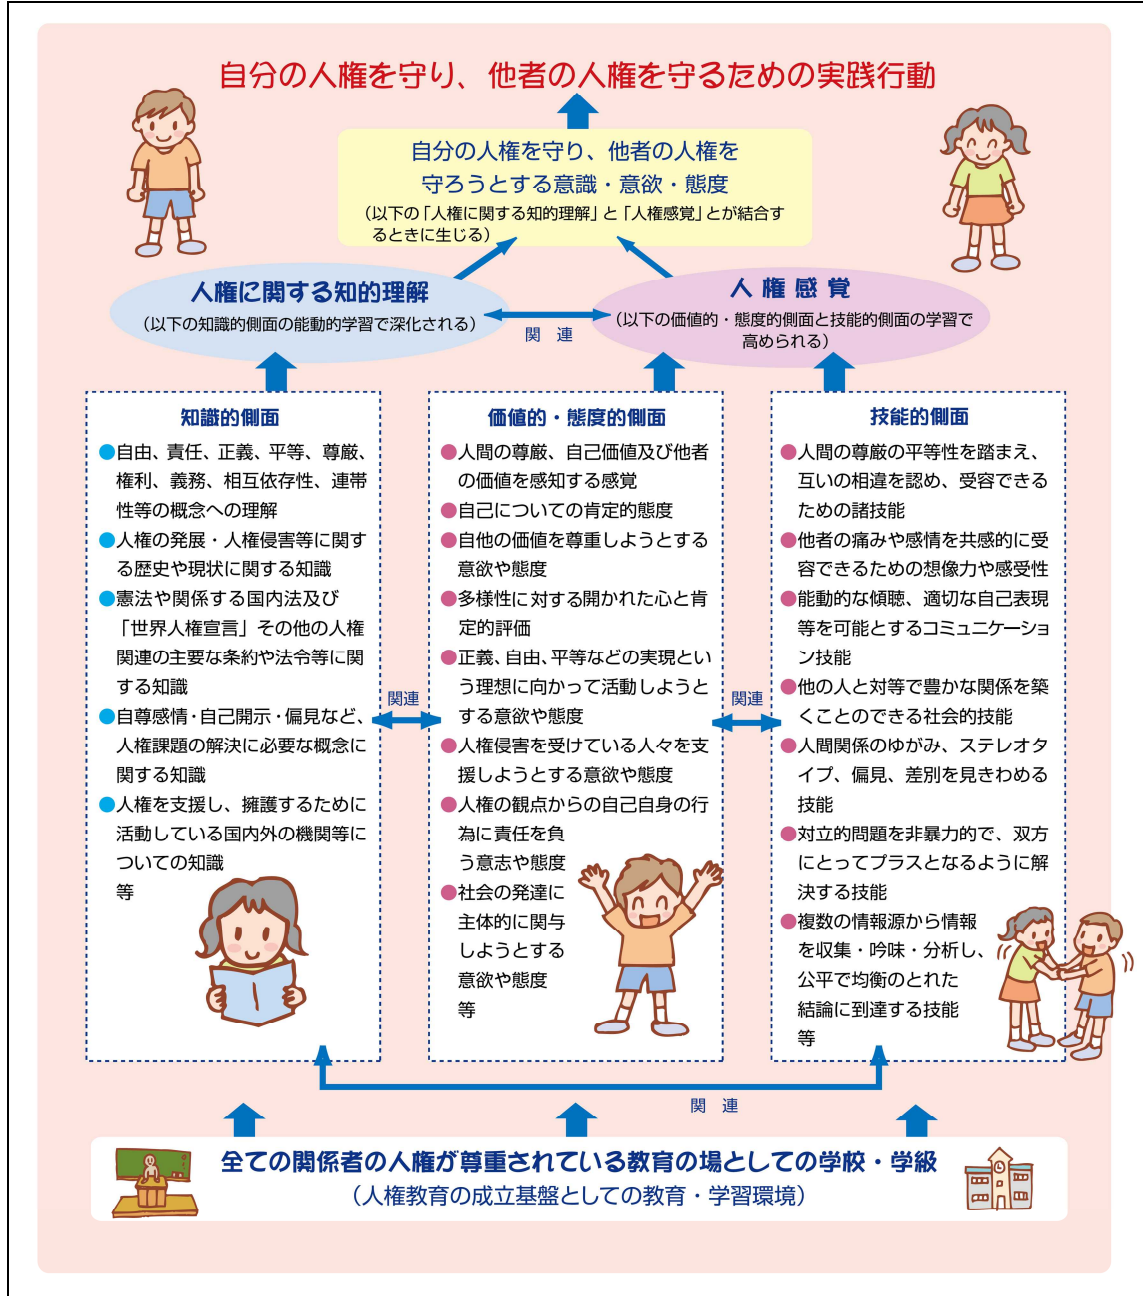 自分の人権を守り、他者の人権を守るための実践行動
自分の人権を守り、他者の人権を
守ろうとする意識・意欲・態度
（以下の「人権に関する知的理解」と「人権感覚」とが結合す
るときに生じる）
人権に関する知的理解
（以下の知識的側面の能動的学習で深化される）
関　連
人 権 感 覚
（以下の価値的・態度的側面と技能的側面の学習で
高められる）
知識的側面
●自由、責任、正義、平等、尊厳、
権利、義務、相互依存性、連帯
性等の概念への理解
●人権の発展・人権侵害等に関す
る歴史や現状に関する知識
●憲法や関係する国内法及び
「世界人権宣言」その他の人権
関連の主要な条約や法令等に関
する知識
●自尊感情・自己開示・偏見など、
人権課題の解決に必要な概念に
関する知識
●人権を支援し、擁護するために
活動している国内外の機関等に
ついての知識
等
関連
価値的・態度的側面
●人間の尊厳、自己価値及び他者
の価値を感知する感覚
●自己についての肯定的態度
●自他の価値を尊重しようとする
意欲や態度
●多様性に対する開かれた心と肯
定的評価
●正義、自由、平等などの実現とい
う理想に向かって活動しようと
する意欲や態度
●人権侵害を受けている人々を支
援しようとする意欲や態度
●人権の観点からの自己自身の行
為に責任を負
う意志や態度
●社会の発達に
主体的に関与
しようとする
意欲や態度
等
関連
技能的側面
●人間の尊厳の平等性を踏まえ、
互いの相違を認め、受容できる
ための諸技能
●他者の痛みや感情を共感的に受
容できるための想像力や感受性
●能動的な傾聴、適切な自己表現
等を可能とするコミュニケーショ
ン技能
●他の人と対等で豊かな関係を築
くことのできる社会的技能
●人間関係のゆがみ、ステレオタ
イプ、偏見、差別を見きわめる
技能
●対立的問題を非暴力的で、双方
にとってプラスとなるように解
決する技能
●複数の情報源から情報
を収集・吟味・分析し、
公平で均衡のとれた
結論に到達する技能
等
関　連
全ての関係者の人権が尊重されている教育の場としての学校・学級
（人権教育の成立基盤としての教育・学習環境）